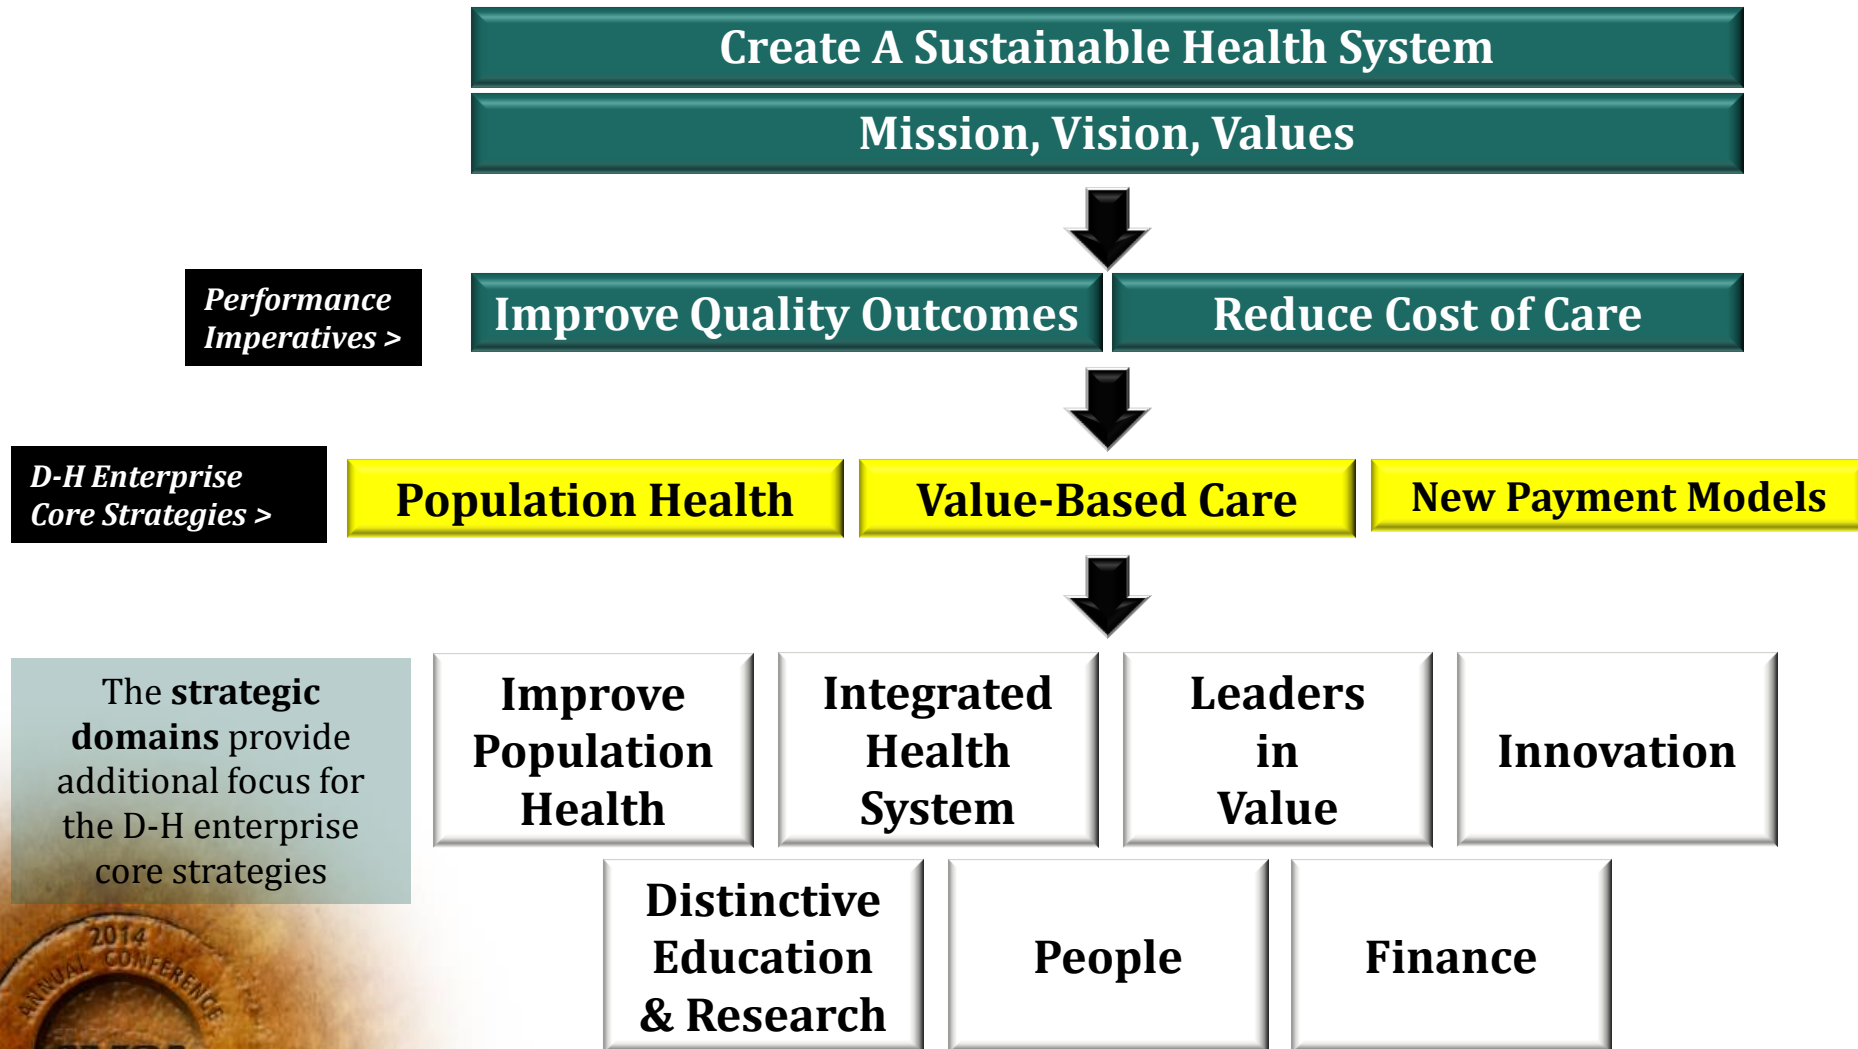 Create A Sustainable Health System
Mission, Vision, Values
Performance
Imperatives >
Improve Quality Outcomes
Reduce Cost of Care
D-H Enterprise
Core Strategies >
Population Health
Value-Based Care
New Payment Models
The strategic
domains provide
additional focus for
the D-H enterprise
core strategies
Improve
Population
Health
Integrated
Health
System
Leaders
in
Value
Innovation
Distinctive
Education
& Research
People
Finance
2014
ANNUAL CONFERENCE